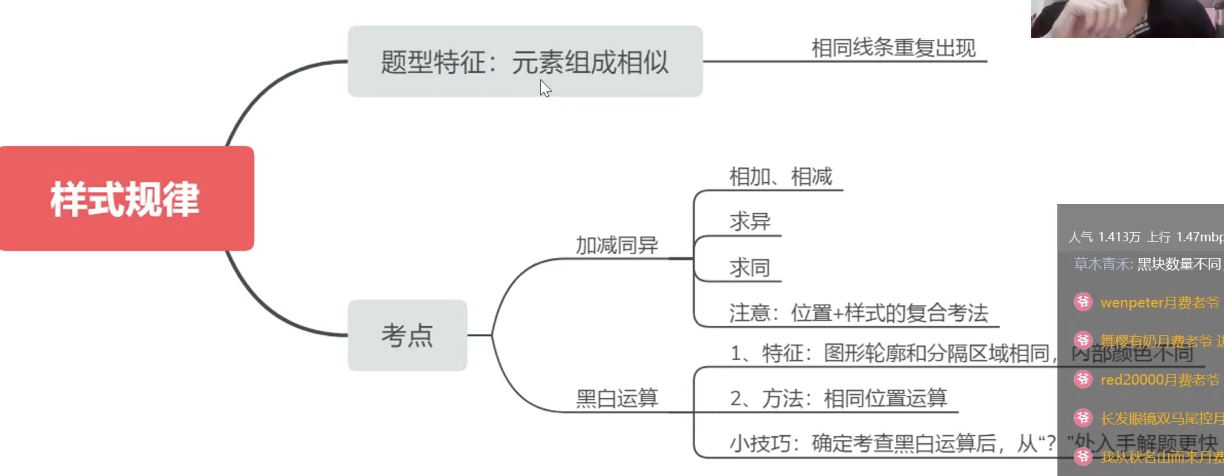 题型特征：元素组成相似
相同线条重复出现
样式规律
考点
加减同异
相加、相减
求异
求同
注意：位置+样式的复合考法
黑白运算
1、特征：图形轮廓和分隔区域相同，内部颜色不同
2、方法：相同位置运算
小技巧：确定考查黑白运算后，从“？”处入手解题更快
人气 1.413万 上行 1.47mbp
草木青禾: 黑块数量不同
爷 wenpeter月费老爷
爷 舞樱有奶月费老爷 进
爷 red20000月费老爷
爷 长发眼镜双马尾控月
爷 我从秋名山而来月费